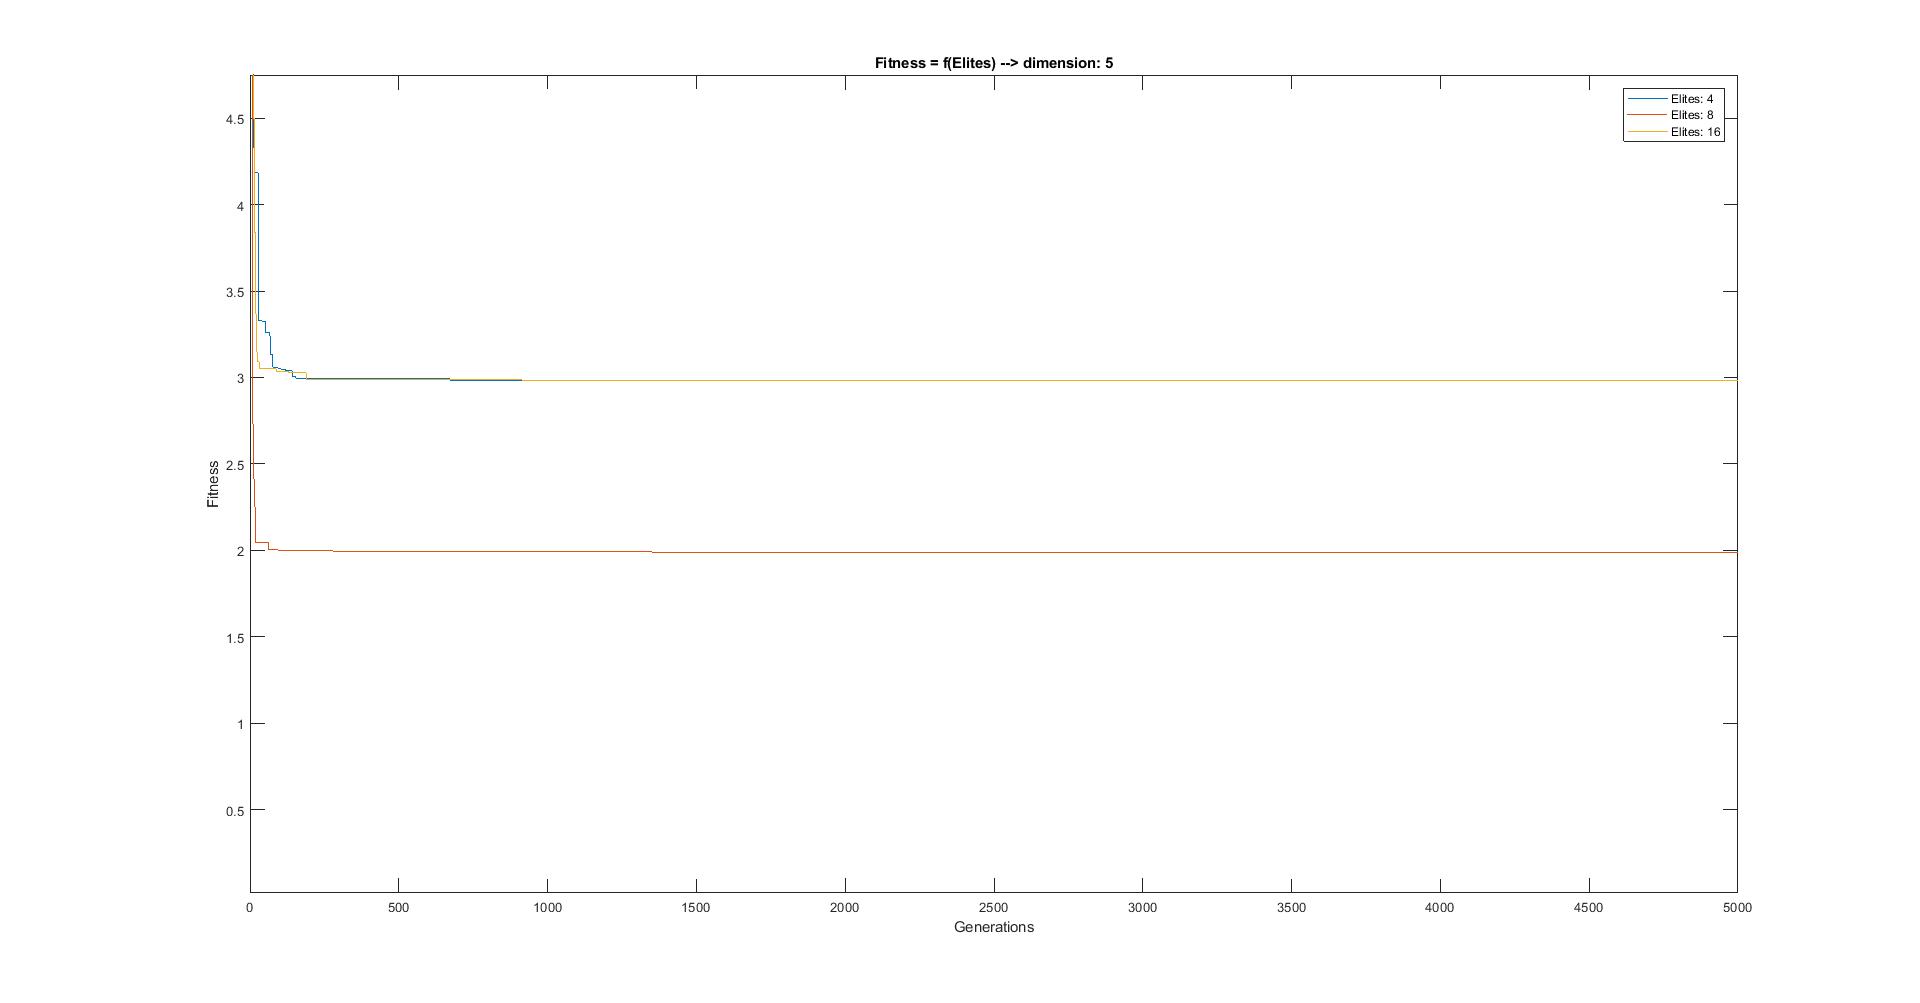 Fitness = f(Elites) --> dimension: 5
Elites: 4
Elites: 8
Elites: 16
4.5
4
3.5
3
2.5
2
1.5
1
0.5
Fitness
0 500 1000 1500 2000 2500 3000 3500 4000 4500 5000
Generations